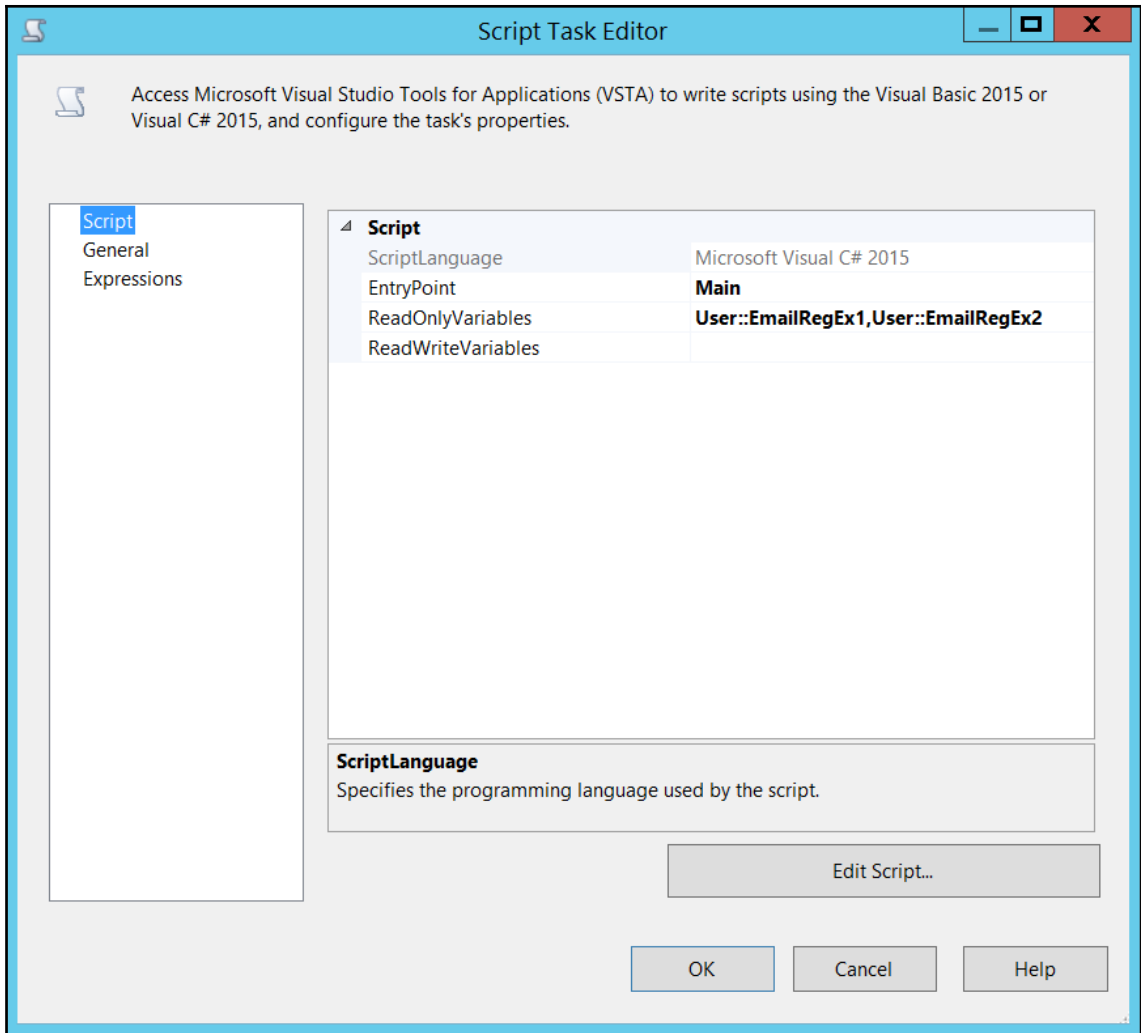 Script Task Editor
Access Microsoft Visual Studio Tools for Applications (VSTA) to write scripts using the Visual Basic 2015 or
Visual C# 2015, and configure the task's properties.
Script
General
Expressions
Script
ScriptLanguage Microsoft Visual C# 2015
EntryPoint Main
ReadOnlyVariables User::EmailRegEx1,User::EmailRegEx2
ReadWriteVariables
ScriptLanguage
Specifies the programming language used by the script.
Edit Script...
OK Cancel Help